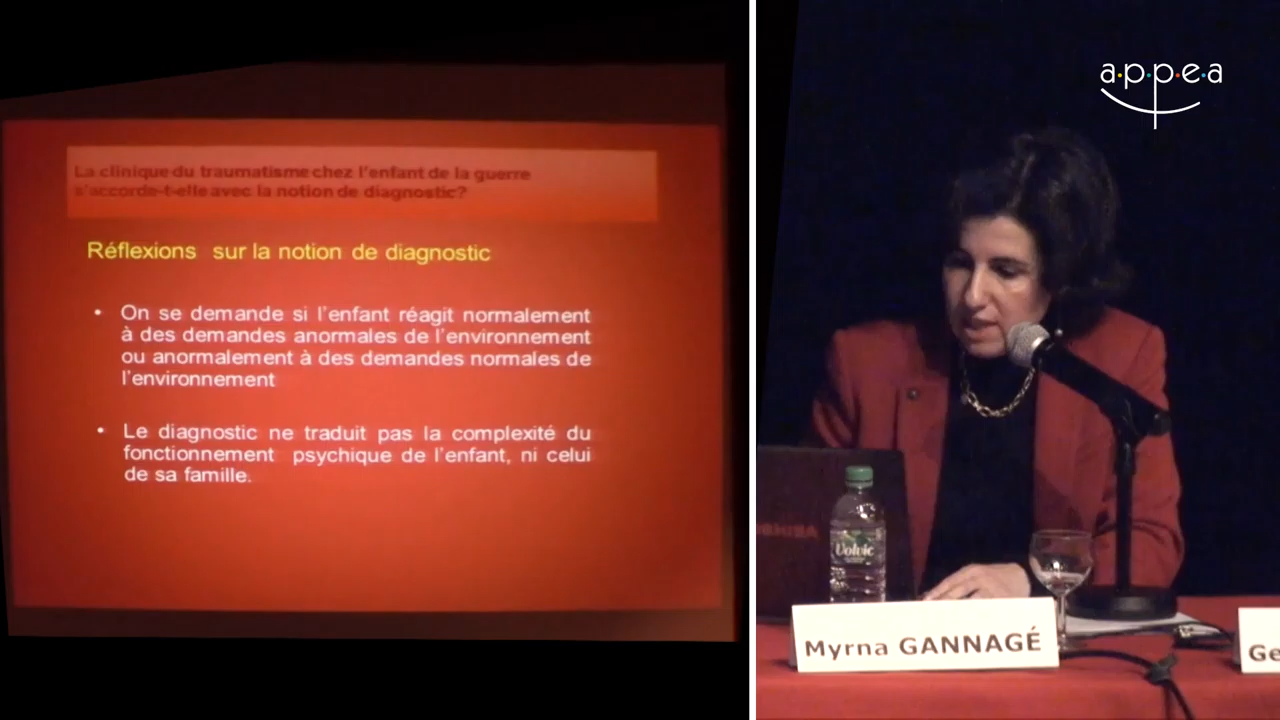 La clinique du traumatisme chez l'enfant de la guerre
s'accorde-t-elle avec la notion de diagnostic?
Réflexions sur la notion de diagnostic
• On se demande si l'enfant réagit normalement
à des demandes anormales de l'environnement
ou anormalement à des demandes normales de
l'environnement
• Le diagnostic ne traduit pas la complexité du
fonctionnement psychique de l'enfant, ni celui
de sa famille.
a·p·p·e·a
TOSHIBA
Volvic
Myrna GANNAGÉ
Ge